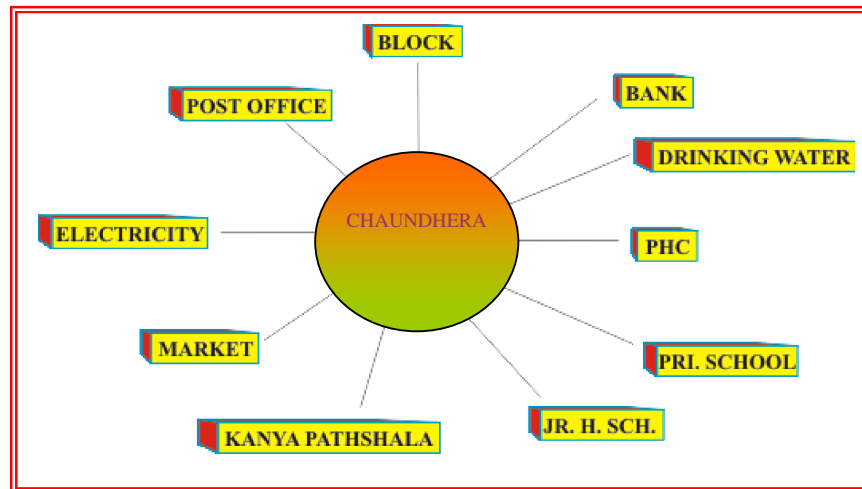 BLOCK
POST OFFICE
BANK
DRINKING WATER
CHAUNDHERA
ELECTRICITY
PHC
MARKET
PRI. SCHOOL
KANYA PATHSHALA
JR. H. SCH.